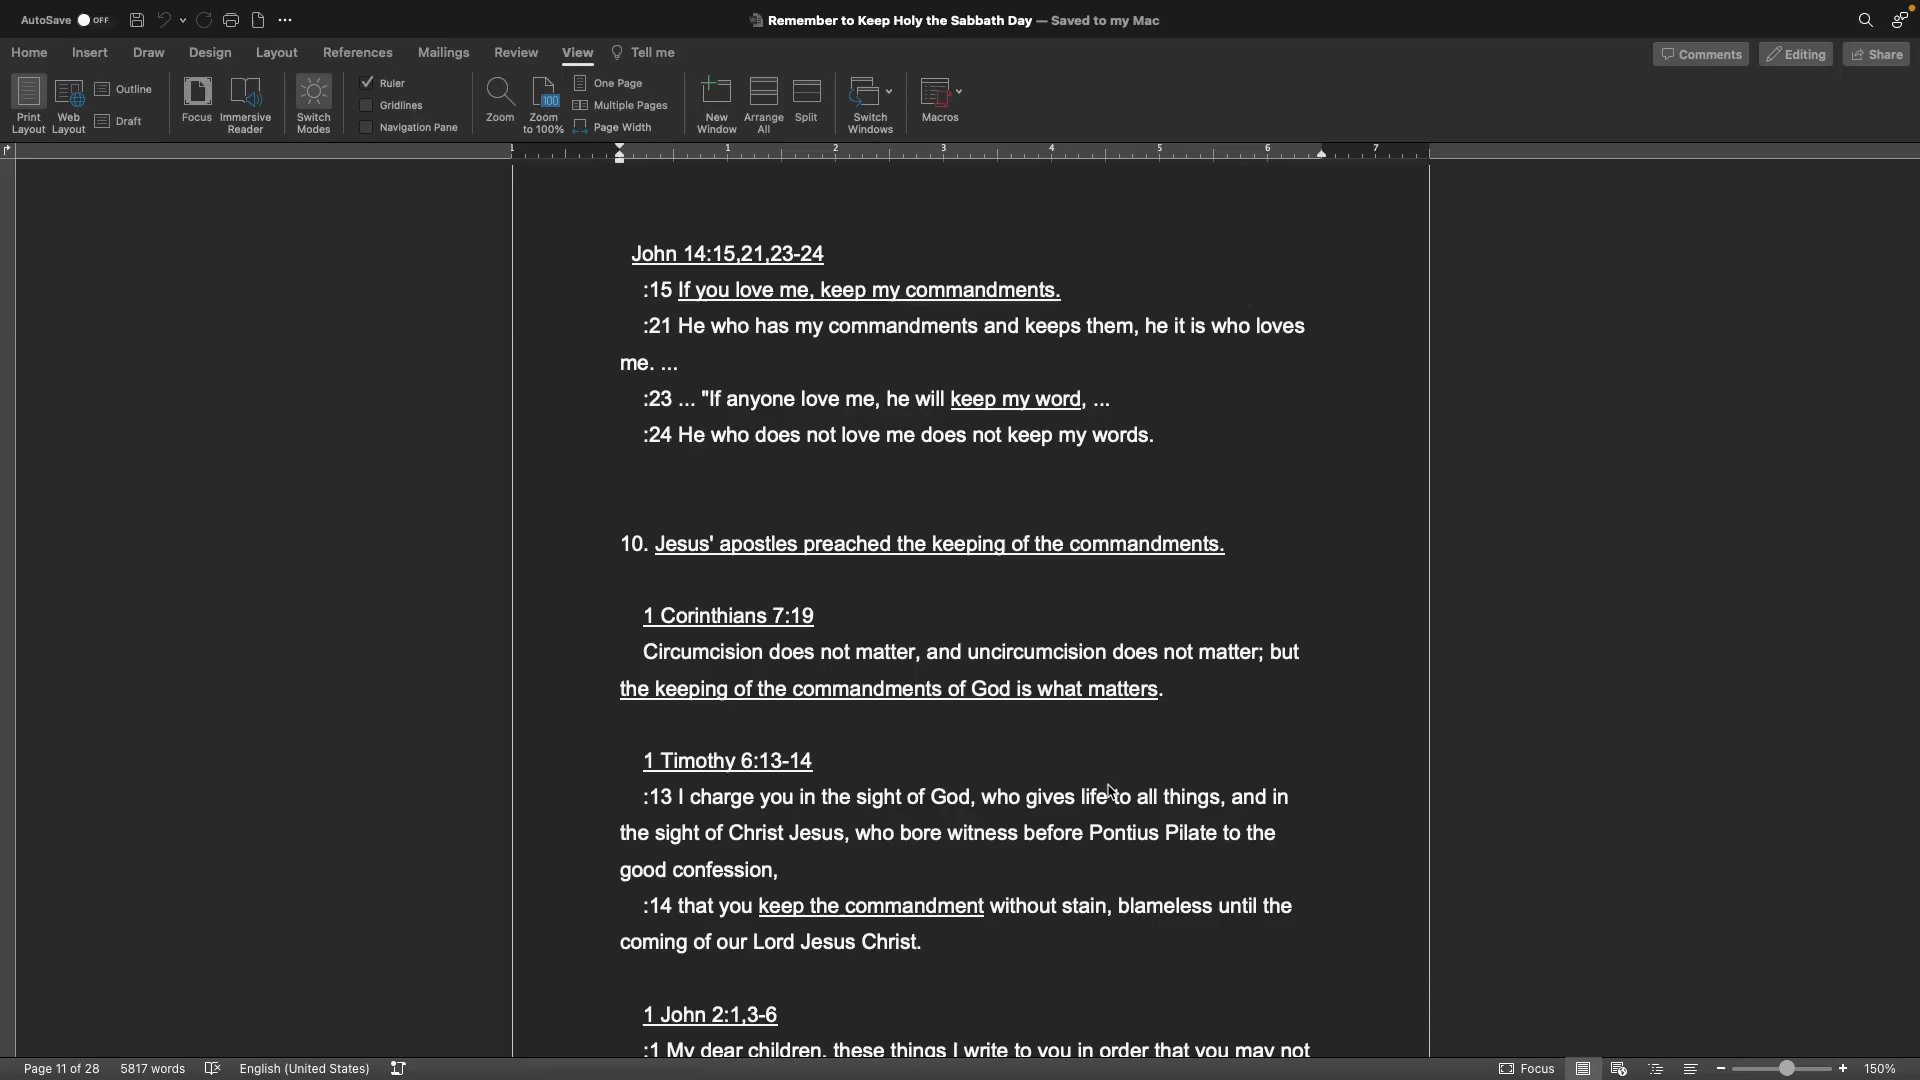 AutoSave OFF
Remember to Keep Holy the Sabbath Day — Saved to my Mac
Home Insert Draw Design Layout References Mailings Review View Tell me
Comments Editing Share
Print Layout
Web Layout
Outline
Draft
Focus
Immersive Reader
Switch Modes
Ruler
Gridlines
Navigation Pane
Zoom
100
Zoom to 100%
One Page
Multiple Pages
Page Width
New Window
Arrange All
Split
Switch Windows
Macros
1 1 2 3 4 5 6 7
John 14:15,21,23-24
:15 If you love me, keep my commandments.
:21 He who has my commandments and keeps them, he it is who loves
me. ...
:23 ... "If anyone love me, he will keep my word, ...
:24 He who does not love me does not keep my words.
10. Jesus' apostles preached the keeping of the commandments.
1 Corinthians 7:19
Circumcision does not matter, and uncircumcision does not matter; but
the keeping of the commandments of God is what matters.
1 Timothy 6:13-14
:13 I charge you in the sight of God, who gives life to all things, and in
the sight of Christ Jesus, who bore witness before Pontius Pilate to the
good confession,
:14 that you keep the commandment without stain, blameless until the
coming of our Lord Jesus Christ.
1 John 2:1,3-6
:1 My dear children, these things I write to you in order that you may not
Page 11 of 28 5817 words English (United States) Focus 150%